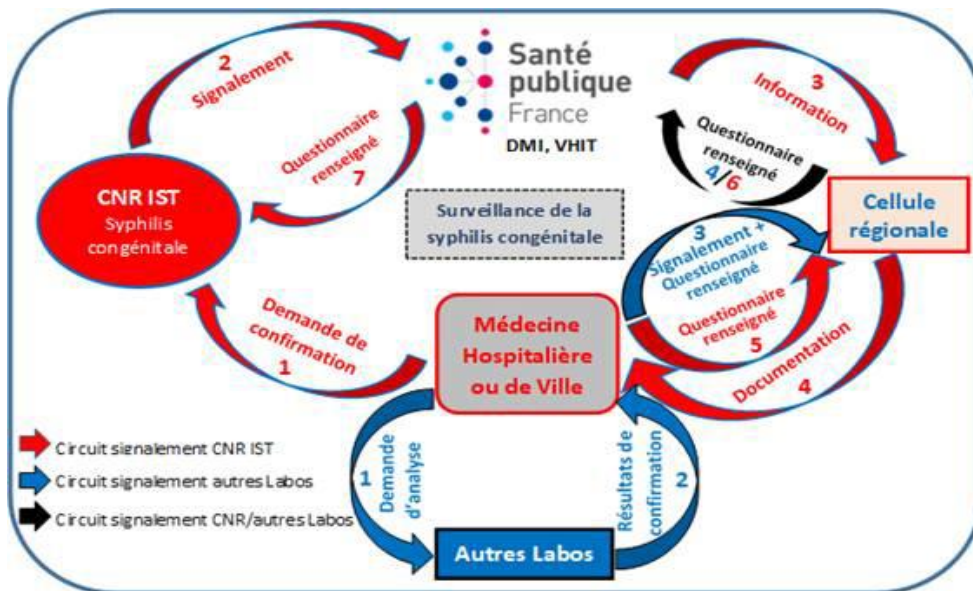 2
Signalement
Santé
publique
France
DMI, VHIT
3
Information
Questionnaire
renseigné
7
Questionnaire
renseigné
4/6
CNR IST
Syphilis
congénitale
Surveillance de la
syphilis congénitale
Cellule
régionale
3
Signalement +
Questionnaire
renseigné
Questionnaire
renseigné
5
Documentation
4
Demande de
confirmation
1
Médecine
Hospitalière
ou de Ville
Circuit signalement CNR IST
Circuit signalement autres Labos
Circuit signalement CNR/autres Labos
1
Demande
d'analyse
Résultats de
confirmation
2
Autres Labos